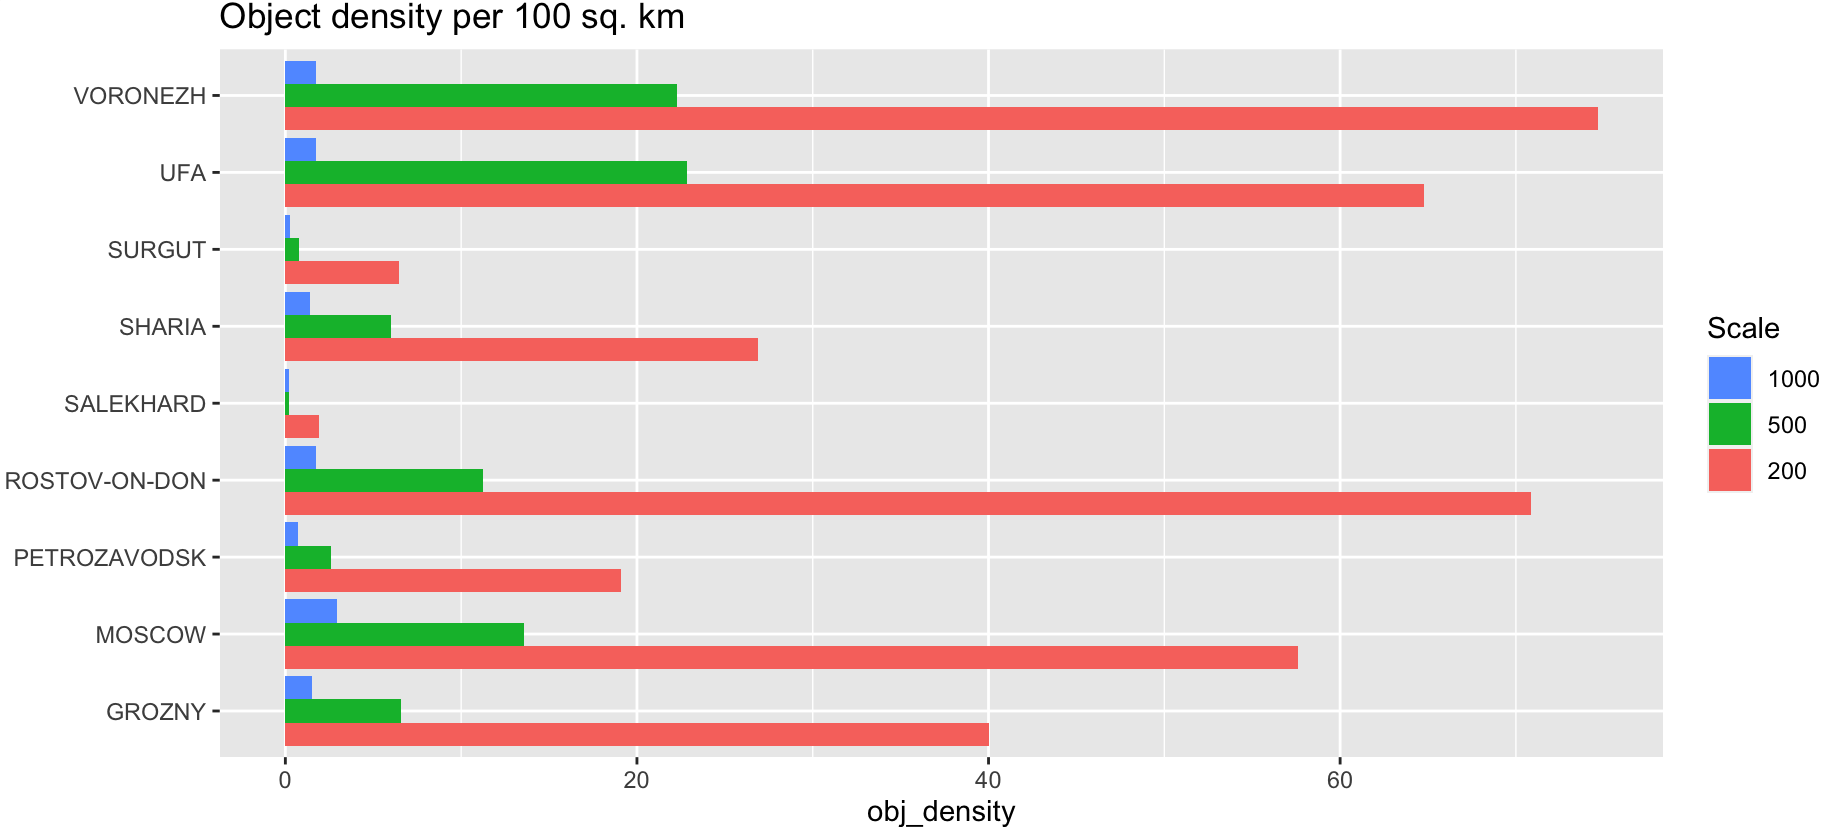 Object density per 100 sq. km
VORONEZH
UFA
SURGUT
SHARIA
SALEKHARD
ROSTOV-ON-DON
PETROZAVODSK
MOSCOW
GROZNY
0 20 40 60
obj_density
Scale
1000
500
200